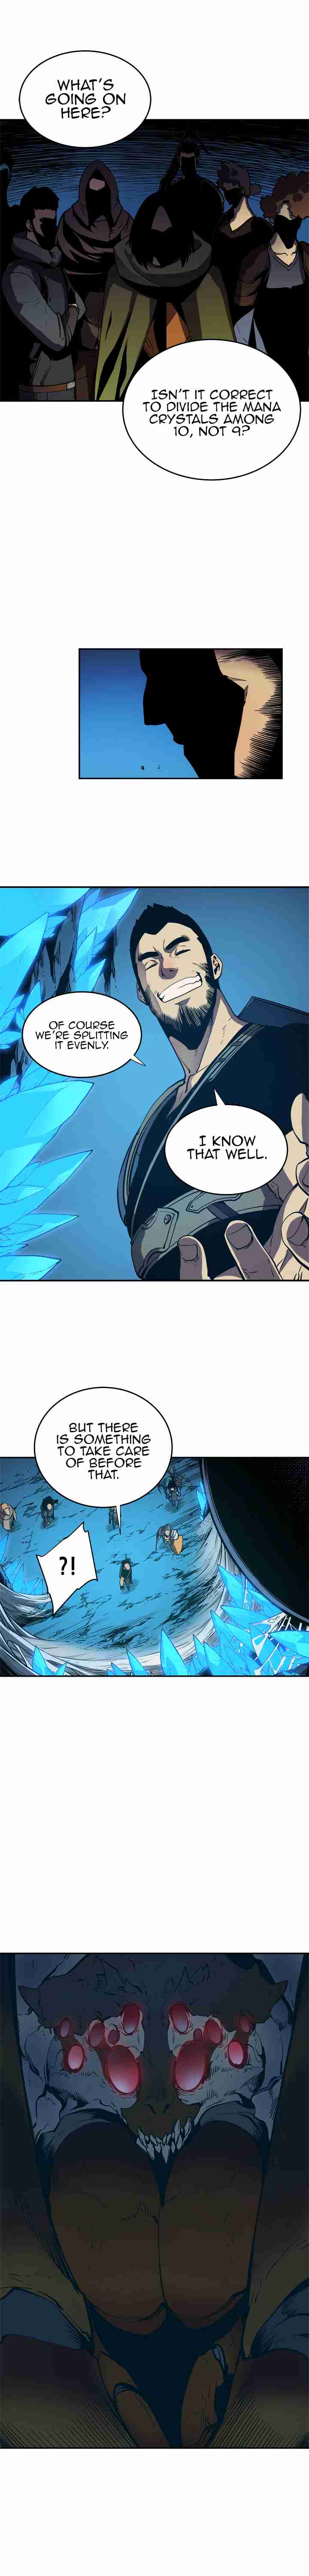 WHAT'S
GOING ON
HERE?
ISN'T IT CORRECT
TO DIVIDE THE MANA
CRYSTALS AMONG
10, NOT 9?
OF COURSE
WE'RE SPLITTING
IT EVENLY.
I KNOW
THAT WELL.
BUT THERE
IS SOMETHING
TO TAKE CARE
OF BEFORE
THAT.
?!